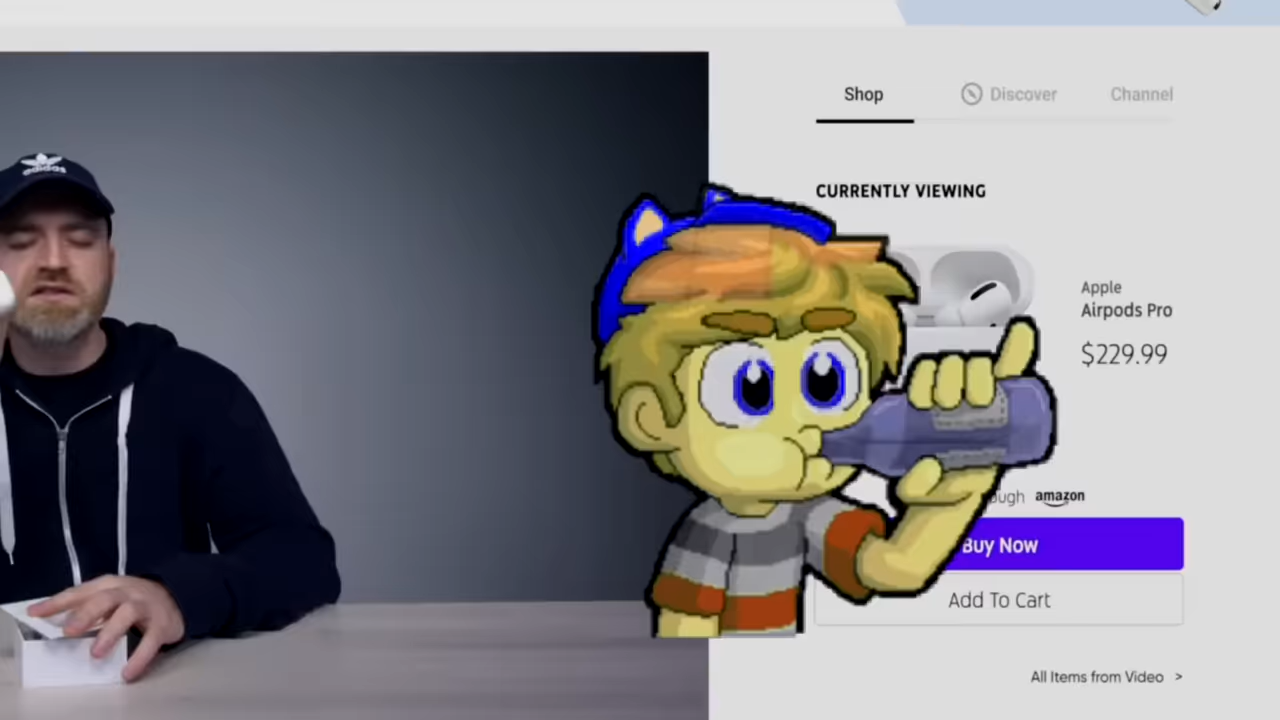 Shop
Discover
Channel
adidas
CURRENTLY VIEWING
Apple
Airpods Pro
$229.99
amazon
Buy Now
Add To Cart
All Items from Video >